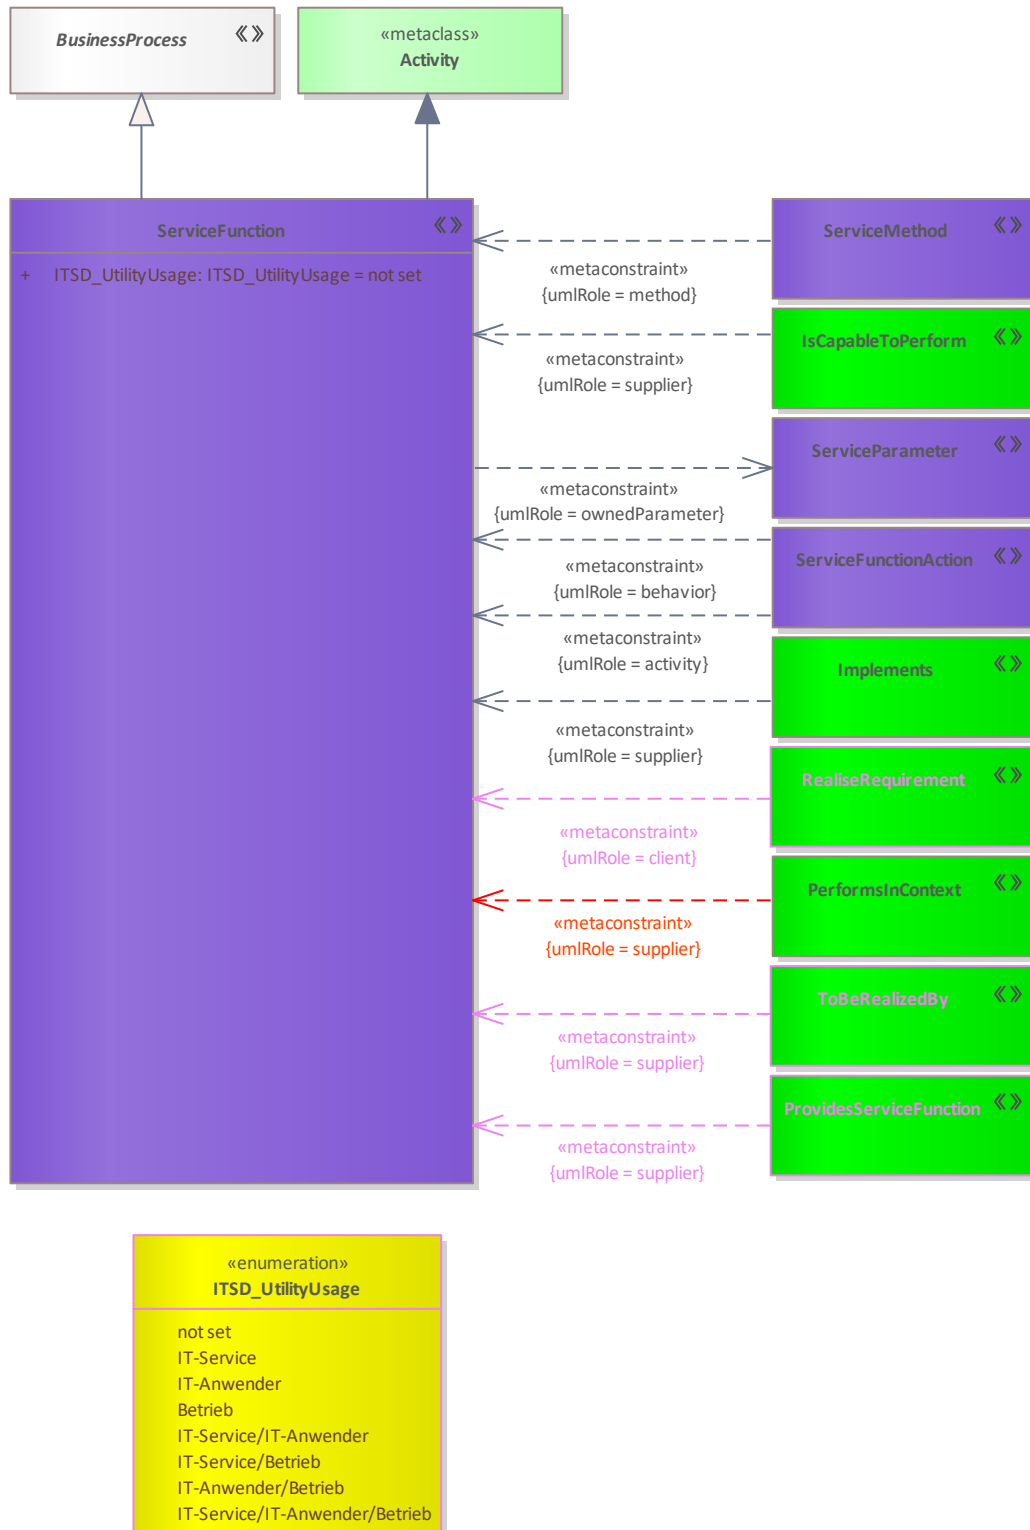 BusinessProcess
«»
«metaclass»
Activity
ServiceFunction
«»
+ ITSD_UtilityUsage: ITSD_UtilityUsage = not set
ServiceMethod
«»
«metaconstraint»
{umlRole = method}
IsCapableToPerform
«»
«metaconstraint»
{umlRole = supplier}
ServiceParameter
«»
«metaconstraint»
{umlRole = ownedParameter}
ServiceFunctionAction
«»
«metaconstraint»
{umlRole = behavior}
«metaconstraint»
{umlRole = activity}
Implements
«»
«metaconstraint»
{umlRole = supplier}
RealiseRequirement
«»
«metaconstraint»
{umlRole = client}
PerformsInContext
«»
«metaconstraint»
{umlRole = supplier}
ToBeRealizedBy
«»
«metaconstraint»
{umlRole = supplier}
ProvidesServiceFunction
«»
«metaconstraint»
{umlRole = supplier}
«enumeration»
ITSD_UtilityUsage
not set
IT-Service
IT-Anwender
Betrieb
IT-Service/IT-Anwender
IT-Service/Betrieb
IT-Anwender/Betrieb
IT-Service/IT-Anwender/Betrieb